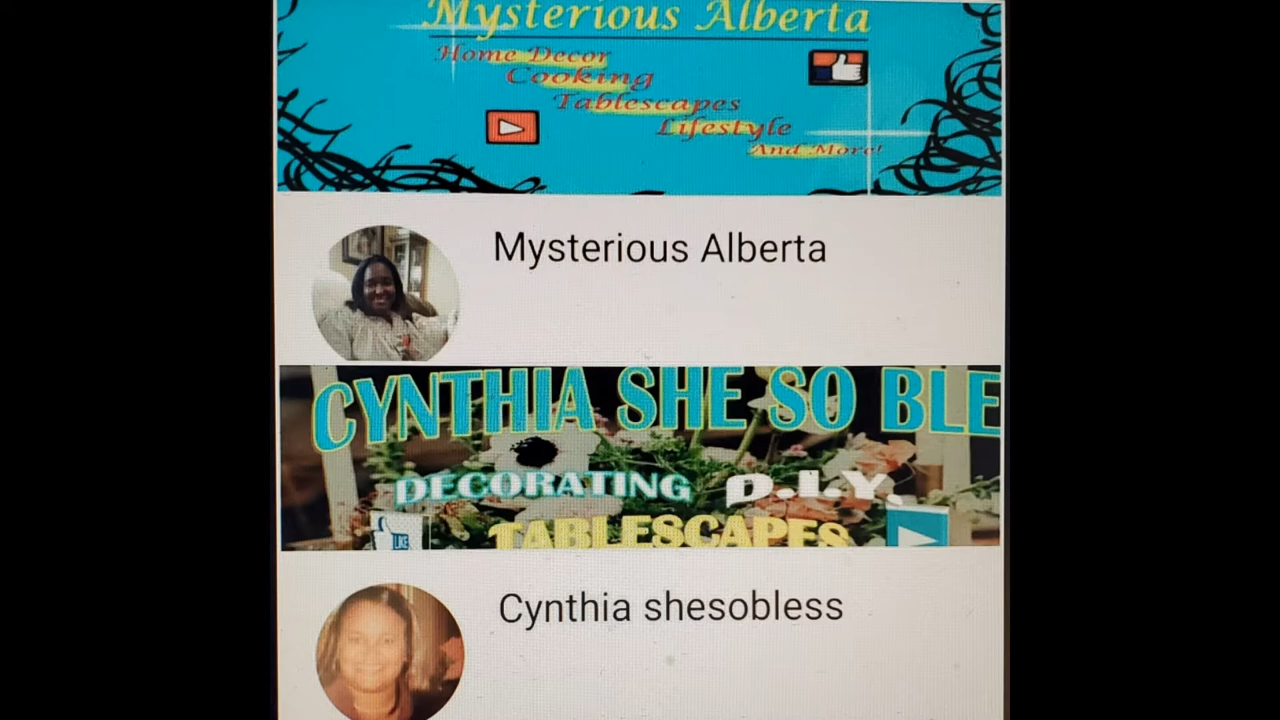 Mysterious Alberta
Home Decor
Cooking
Tablescapes
Lifestyle
And More!
Mysterious Alberta
CYNTHIA SHE SO BLE
DECORATING D.I.Y.
LIKE
TABLESCAPES
Cynthia shesobless